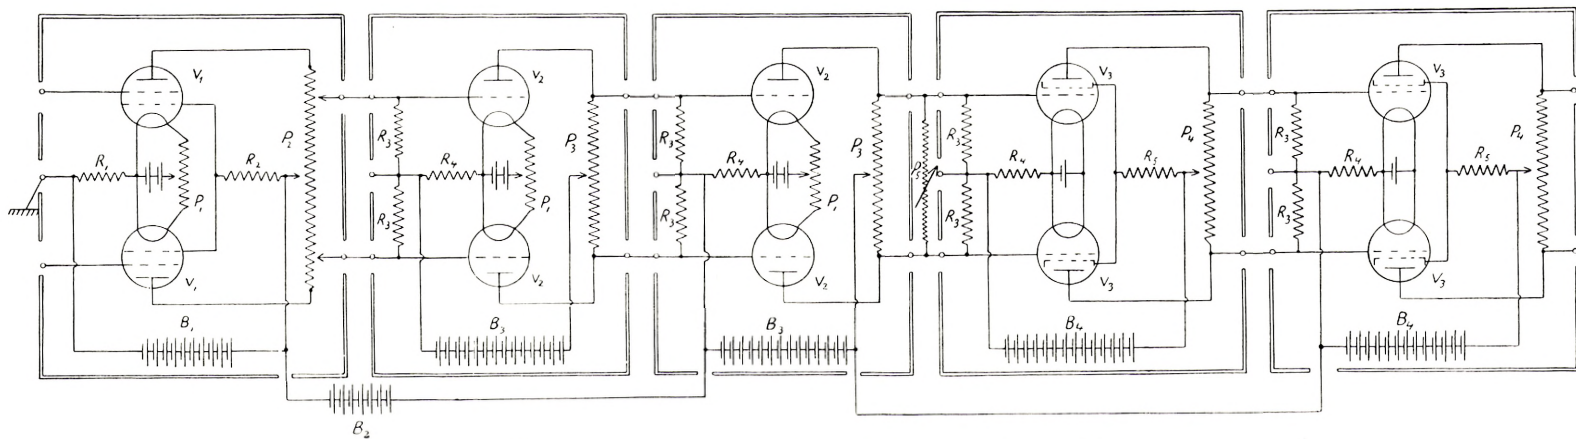 V₁
R₁
R₂
P₁
P₂
V₁
B₁
B₂
V₂
R₃
R₄
R₃
P₁
P₃
V₂
B₃
V₂
R₃
R₄
R₃
P₁
P₃
V₂
B₃
P₅
V₃
R₃
R₄
R₅
R₃
P₄
V₃
B₄
V₃
R₃
R₄
R₅
R₃
P₄
V₃
B₄